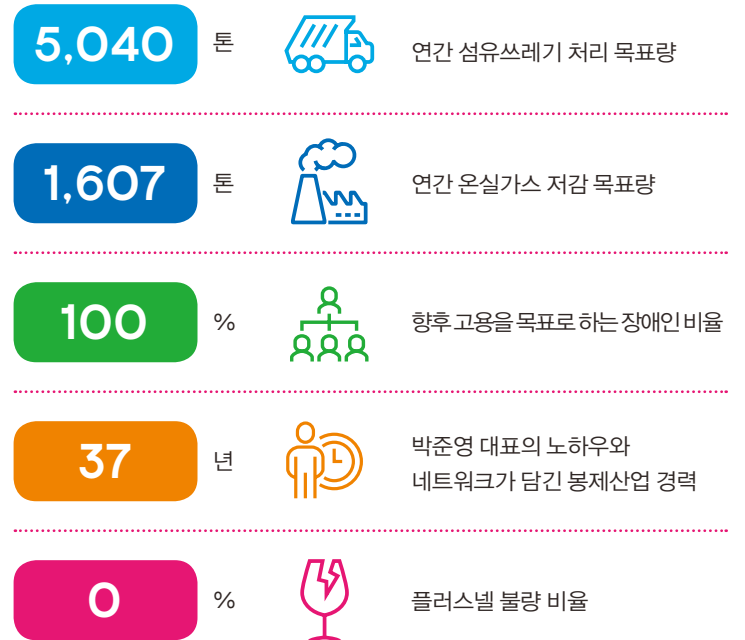 5,040 톤 연간 섬유쓰레기 처리 목표량
1,607 톤 연간 온실가스 저감 목표량
100 % 향후 고용을 목표로 하는 장애인 비율
37 년 박준영 대표의 노하우와
네트워크가 담긴 봉제산업 경력
0 % 플러스넬 불량 비율